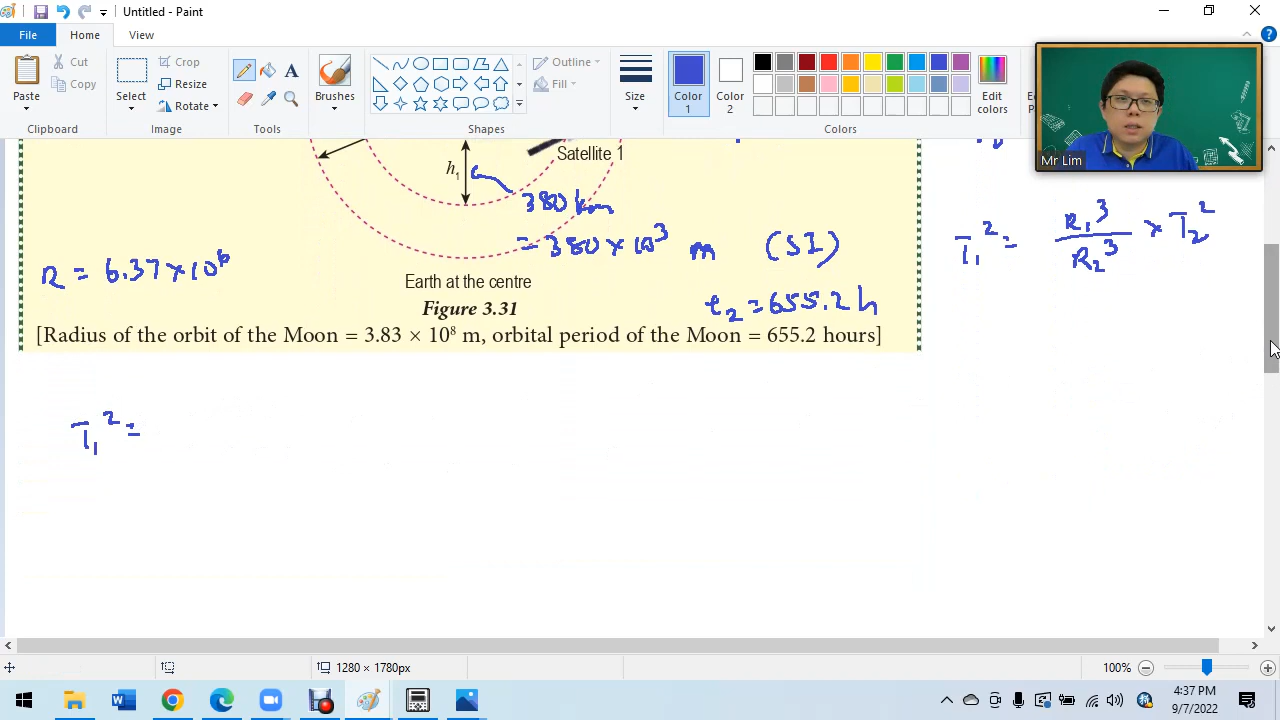 Untitled - Paint
File Home View
Paste
Cut
Copy
Clipboard
Select
Crop
Resize
Rotate
Image
Tools
Brushes
Outline
Fill
Shapes
Size
Color 1
Color 2
Edit colors
Colors
Mr Lim
Satellite 1
h₁
380 km
= 380 × 10³ m (SI)
R = 6.37 × 10⁶
Earth at the centre
Figure 3.31
t₂ = 655.2 h
[Radius of the orbit of the Moon = 3.83 × 10⁸ m, orbital period of the Moon = 655.2 hours]
T₁² = R₁³ / R₂³ × T₂²
T₁² =
1280 × 1780px
100%
4:37 PM
9/7/2022